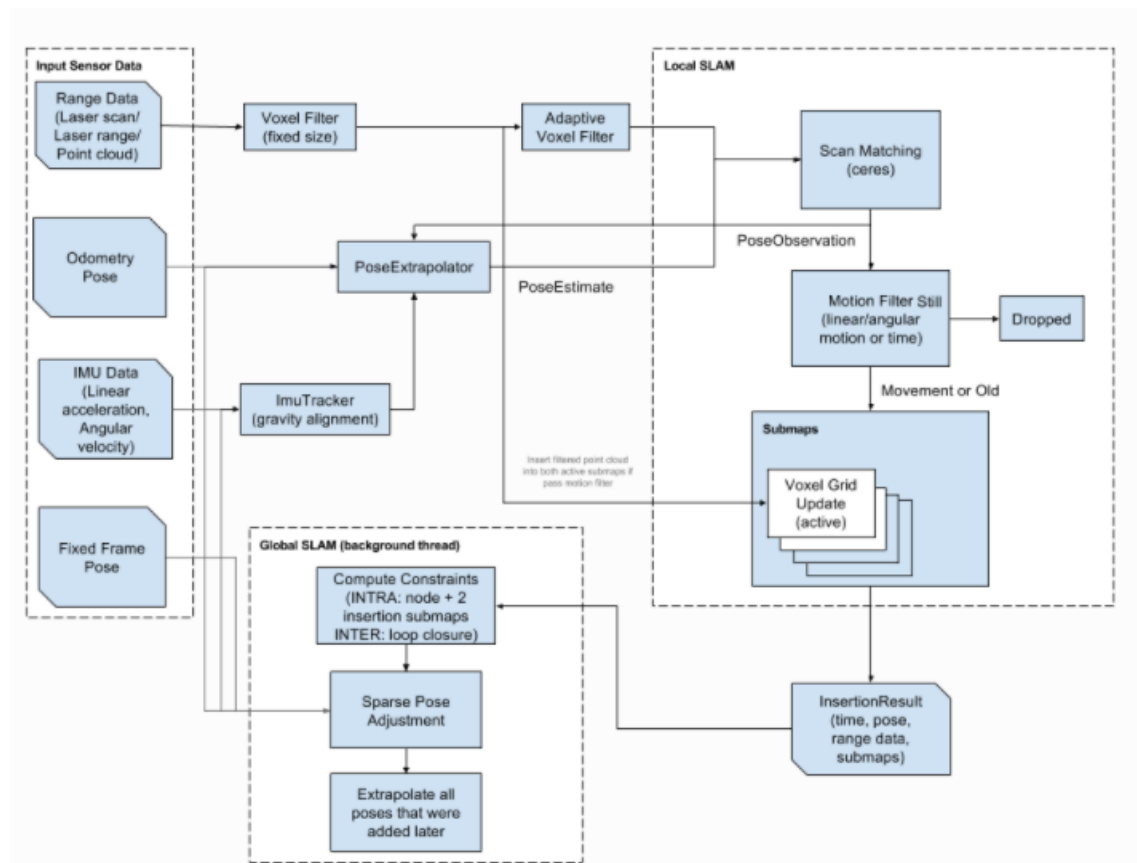 Input Sensor Data
Range Data
(Laser scan/
Laser range/
Point cloud)
Voxel Filter
(fixed size)
Adaptive
Voxel Filter
Local SLAM
Scan Matching
(ceres)
Odometry
Pose
PoseExtrapolator
PoseObservation
PoseEstimate
Motion Filter Still
(linear/angular
motion or time)
Dropped
IMU Data
(Linear
acceleration,
Angular
velocity)
ImuTracker
(gravity alignment)
Movement or Old
Submaps
Insert filtered point cloud
into both active submaps if
pass motion filter
Voxel Grid
Update
(active)
Fixed Frame
Pose
Global SLAM (background thread)
Compute Constraints
(INTRA: node + 2
insertion submaps
INTER: loop closure)
Sparse Pose
Adjustment
Extrapolate all
poses that were
added later
InsertionResult
(time, pose,
range data,
submaps)